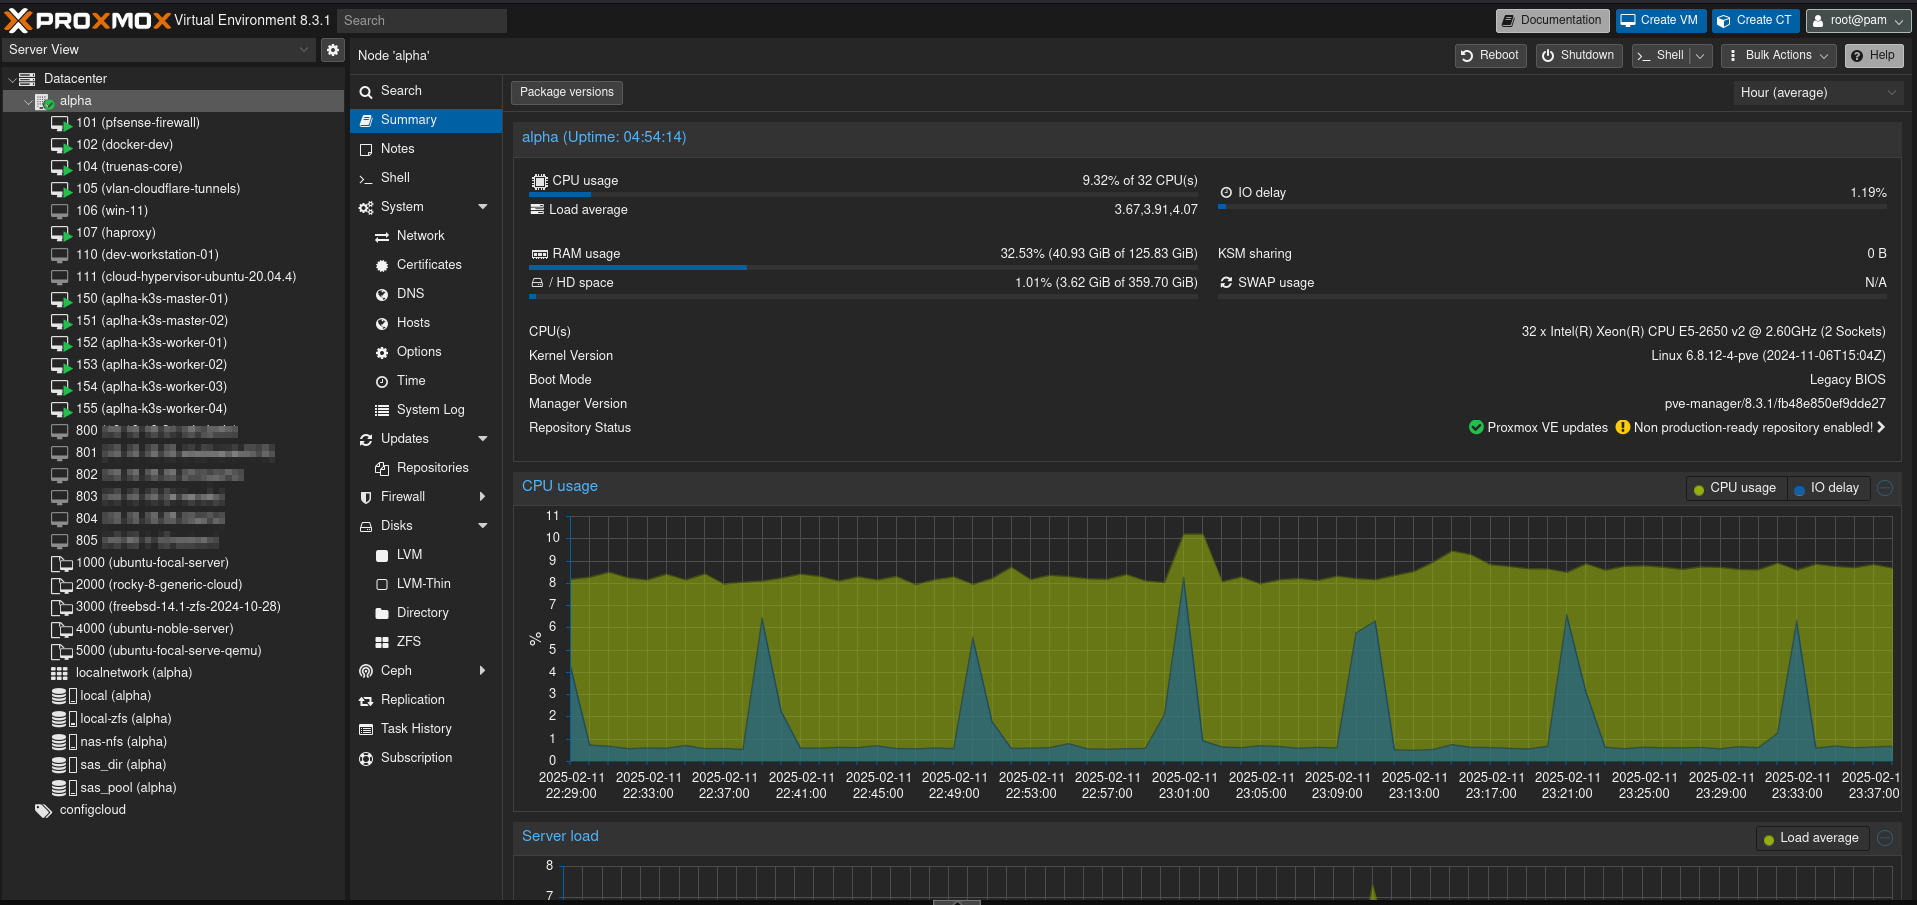 PROXMOX Virtual Environment 8.3.1 Search Documentation Create VM Create CT root@pam
Server View
Node 'alpha' Reboot Shutdown Shell Bulk Actions Help
Datacenter
alpha
101 (pfsense-firewall)
102 (docker-dev)
104 (truenas-core)
105 (vlan-cloudflare-tunnels)
106 (win-11)
107 (haproxy)
110 (dev-workstation-01)
111 (cloud-hypervisor-ubuntu-20.04.4)
150 (aplha-k3s-master-01)
151 (aplha-k3s-master-02)
152 (aplha-k3s-worker-01)
153 (aplha-k3s-worker-02)
154 (aplha-k3s-worker-03)
155 (aplha-k3s-worker-04)
800
801
802
803
804
805
1000 (ubuntu-focal-server)
2000 (rocky-8-generic-cloud)
3000 (freebsd-14.1-zfs-2024-10-28)
4000 (ubuntu-noble-server)
5000 (ubuntu-focal-serve-qemu)
localnetwork (alpha)
local (alpha)
local-zfs (alpha)
nas-nfs (alpha)
sas_dir (alpha)
sas_pool (alpha)
configcloud
Search
Summary
Notes
Shell
System
Network
Certificates
DNS
Hosts
Options
Time
System Log
Updates
Repositories
Firewall
Disks
LVM
LVM-Thin
Directory
ZFS
Ceph
Replication
Task History
Subscription
Package versions Hour (average)
alpha (Uptime: 04:54:14)
CPU usage 9.32% of 32 CPU(s)
IO delay 1.19%
Load average 3.67,3.91,4.07
RAM usage 32.53% (40.93 GiB of 125.83 GiB) KSM sharing 0 B
/ HD space 1.01% (3.62 GiB of 359.70 GiB) SWAP usage N/A
CPU(s) 32 x Intel(R) Xeon(R) CPU E5-2650 v2 @ 2.60GHz (2 Sockets)
Kernel Version Linux 6.8.12-4-pve (2024-11-06T15:04Z)
Boot Mode Legacy BIOS
Manager Version pve-manager/8.3.1/fb48e850ef9dde27
Repository Status Proxmox VE updates Non production-ready repository enabled!
CPU usage CPU usage IO delay
11
10
9
8
7
6
%
5
4
3
2
1
0
2025-02-11 2025-02-11 2025-02-11 2025-02-11 2025-02-11 2025-02-11 2025-02-11 2025-02-11 2025-02-11 2025-02-11 2025-02-11 2025-02-11 2025-02-11 2025-02-11 2025-02-11 2025-02-11 2025-02-11 2025-02-1
22:29:00 22:33:00 22:37:00 22:41:00 22:45:00 22:49:00 22:53:00 22:57:00 23:01:00 23:05:00 23:09:00 23:13:00 23:17:00 23:21:00 23:25:00 23:29:00 23:33:00 23:37:00
Server load Load average
8
7